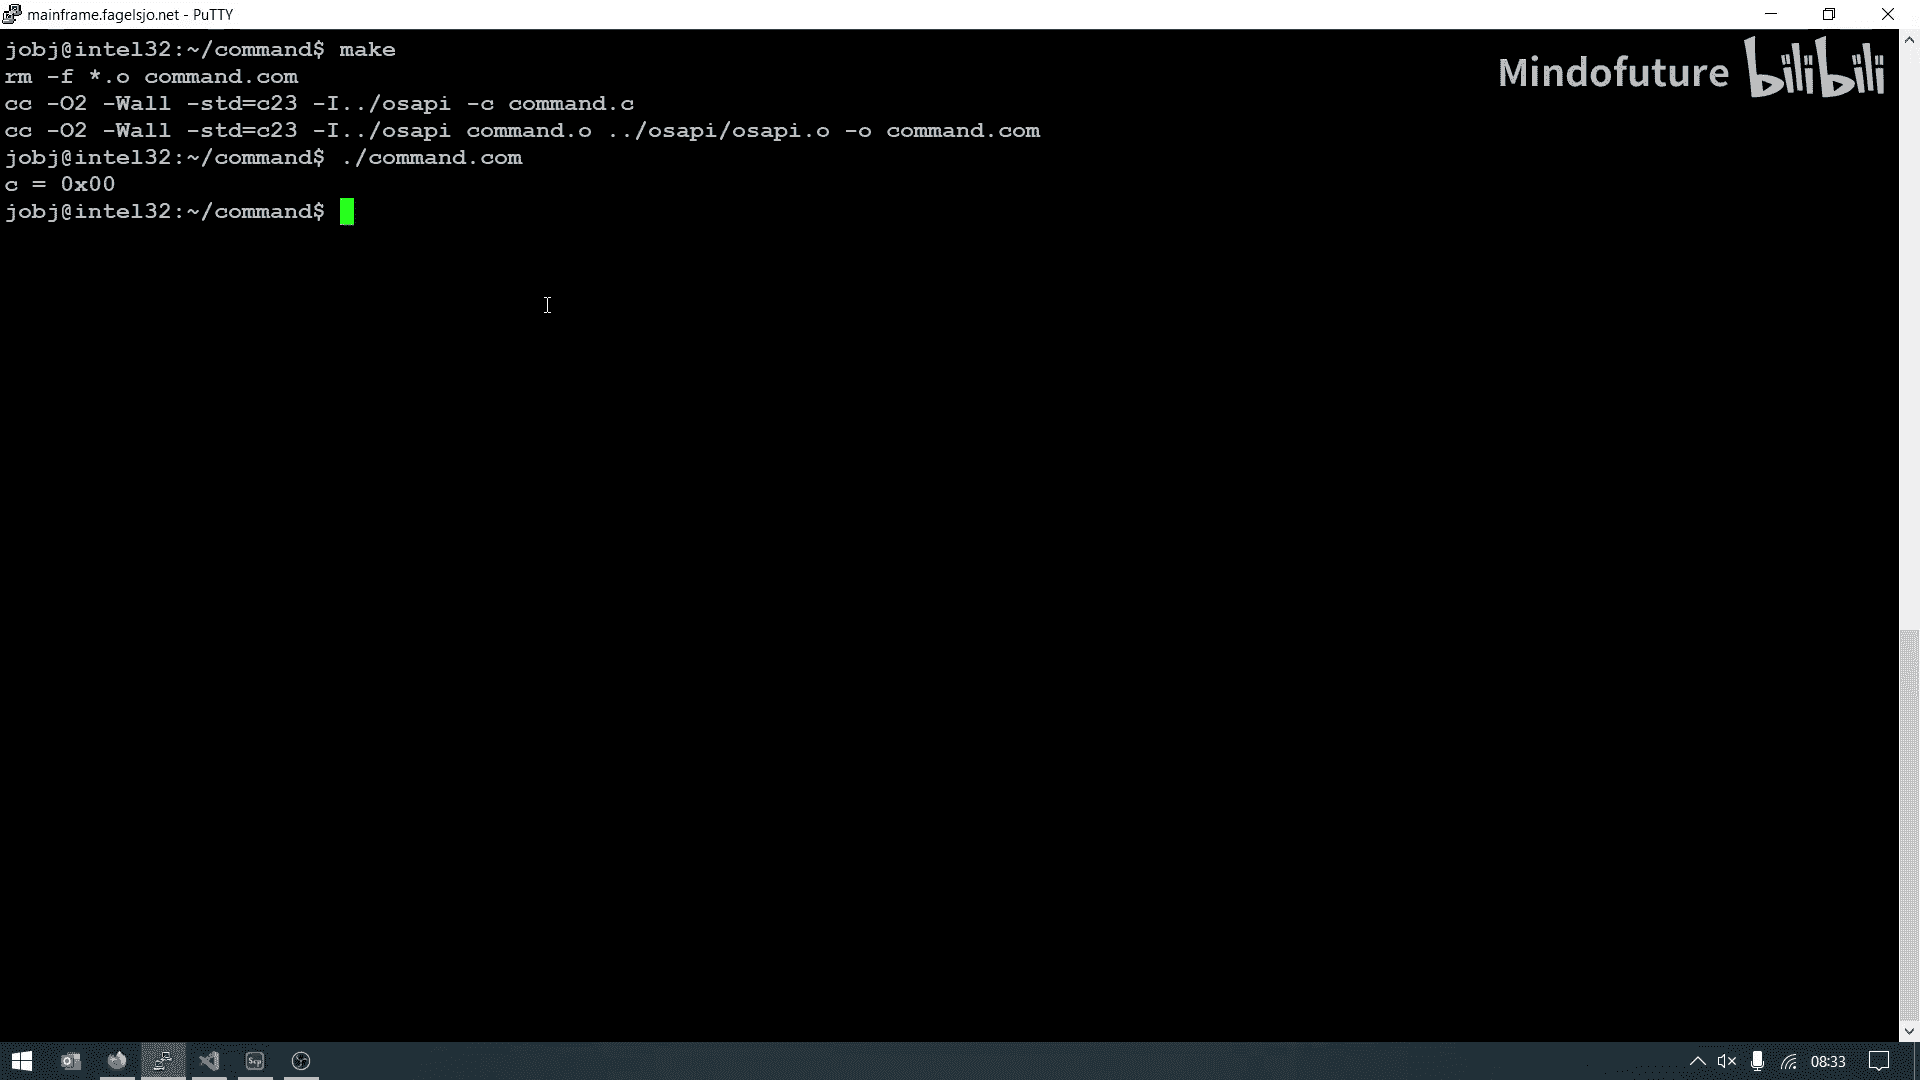 mainframe.fagelsjo.net - PuTTY
jobj@intel32:~/command$ make
rm -f *.o command.com
cc -O2 -Wall -std=c23 -I../osapi -c command.c
cc -O2 -Wall -std=c23 -I../osapi command.o ../osapi/osapi.o -o command.com
jobj@intel32:~/command$ ./command.com
c = 0x00
jobj@intel32:~/command$
Mindofuture bilibili
Scp
08:33